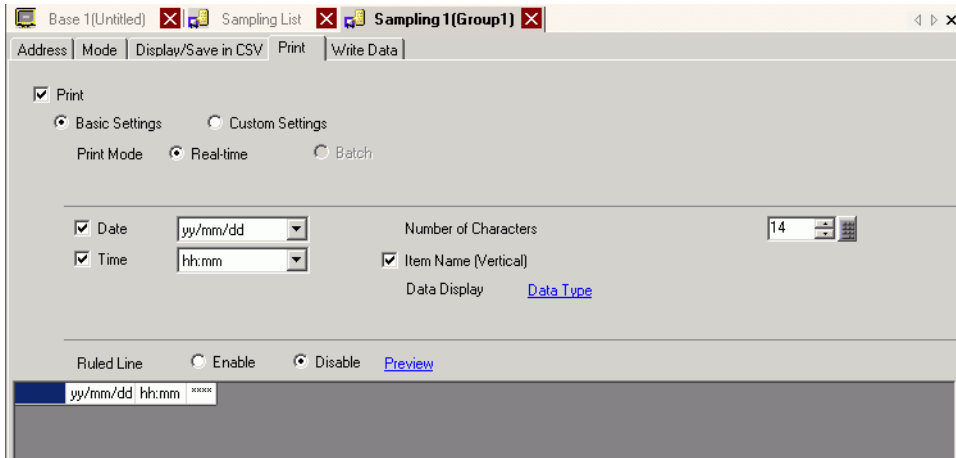 Base 1(Untitled) Sampling List Sampling 1(Group1)
Address Mode Display/Save in CSV Print Write Data
Print
Basic Settings Custom Settings
Print Mode Real-time Batch
Date yy/mm/dd Number of Characters 14
Time hh:mm Item Name (Vertical)
Data Display Data Type
Ruled Line Enable Disable Preview
yy/mm/dd hh:mm ****